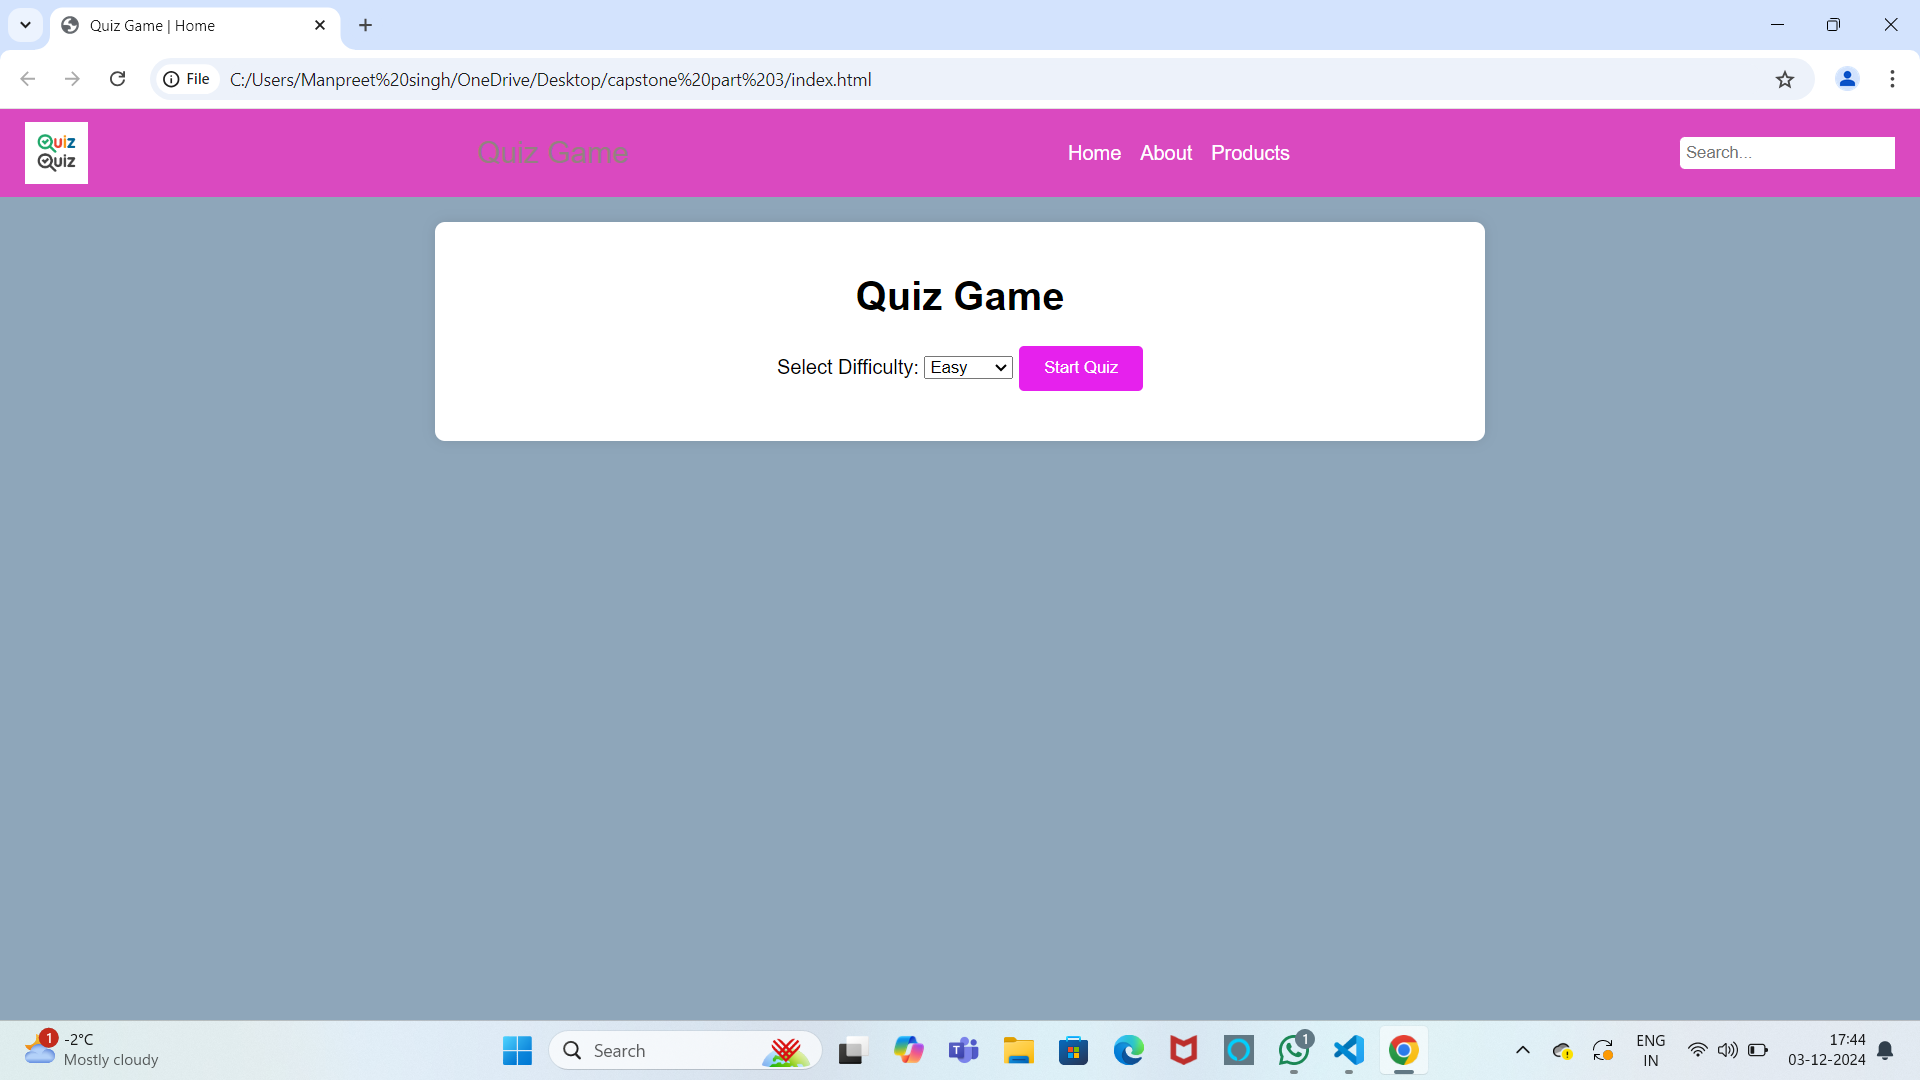 Quiz Game | Home
File C:/Users/Manpreet%20singh/OneDrive/Desktop/capstone%20part%203/index.html
Quiz
Quiz
Quiz Game
Home About Products
Search...
Quiz Game
Select Difficulty: Easy Start Quiz
1
-2°C
Mostly cloudy
Search
T
1
ENG
IN
17:44
03-12-2024